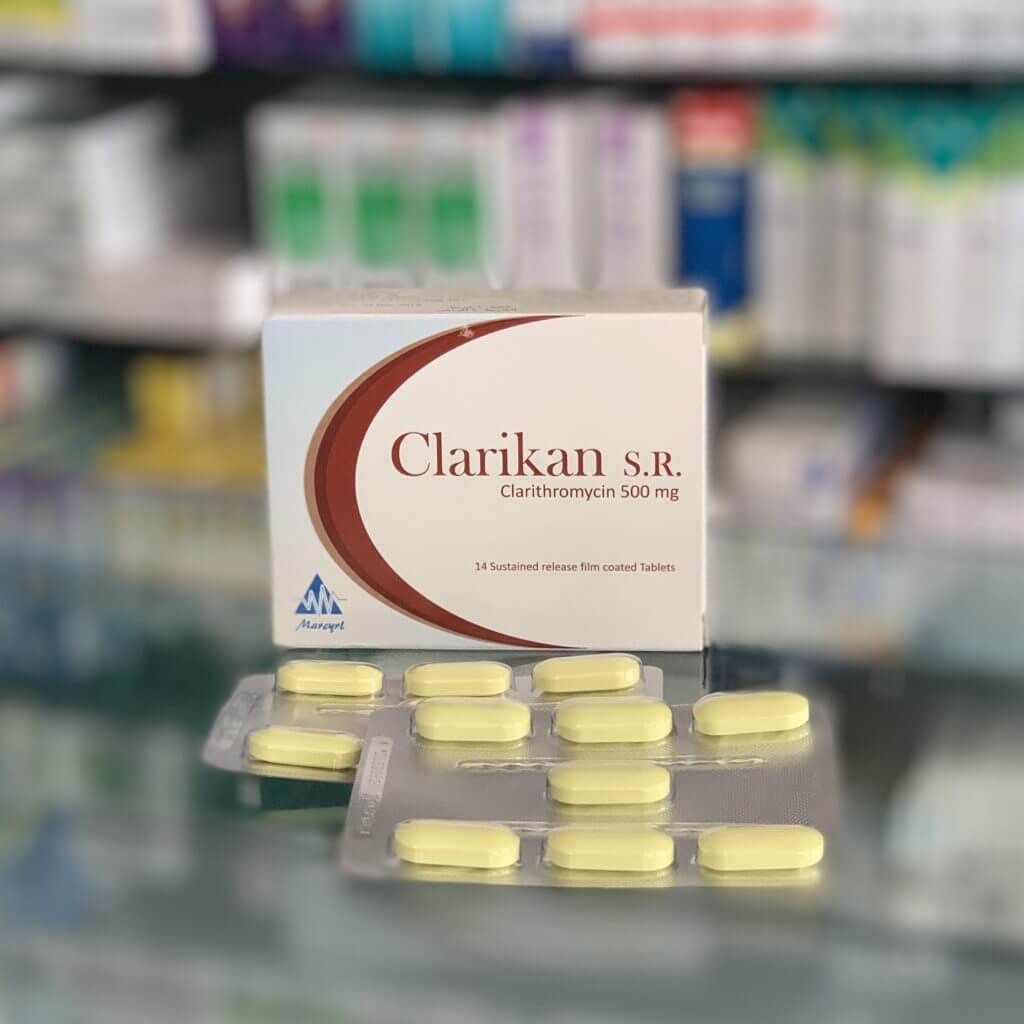 Clarikan S.R.
Clarithromycin 500 mg
14 Sustained release film coated Tablets
Marcyrl